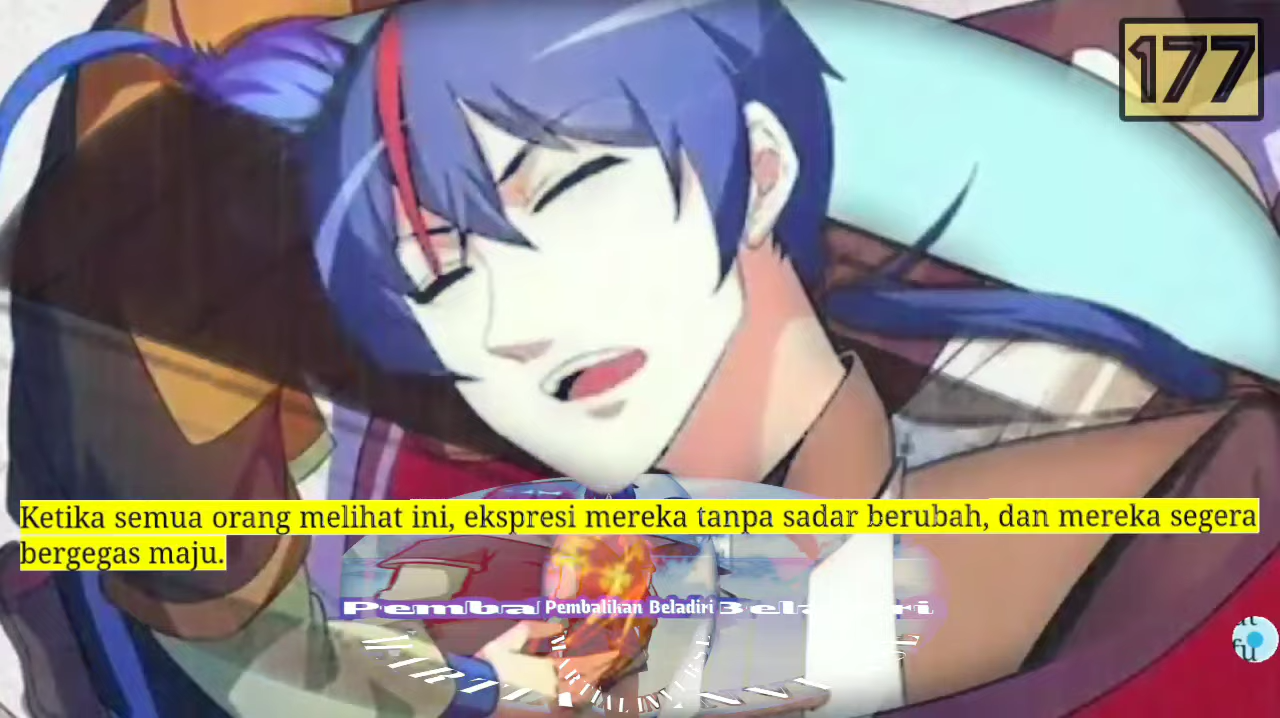 177
Ketika semua orang melihat ini, ekspresi mereka tanpa sadar berubah, dan mereka segera
bergegas maju.
Pembalikan Beladiri